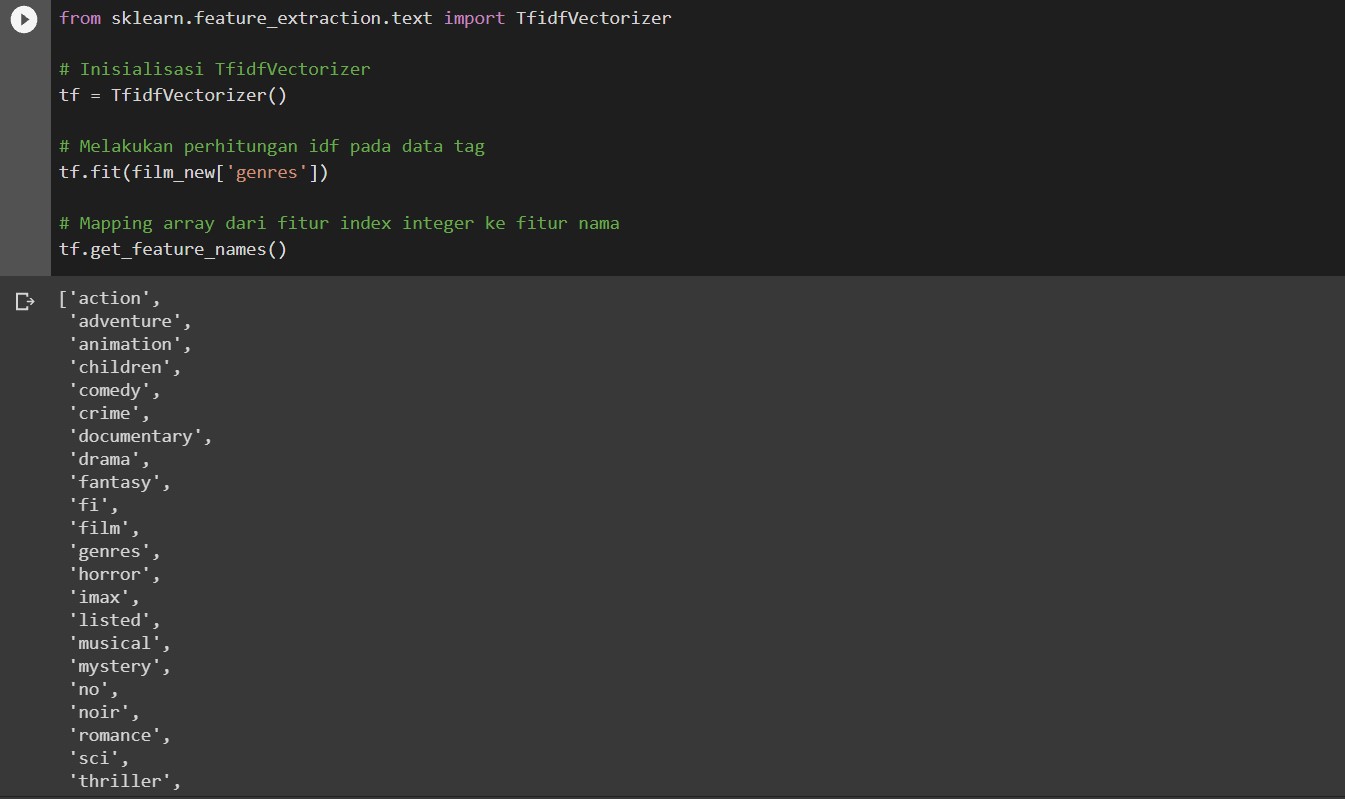 from sklearn.feature_extraction.text import TfidfVectorizer
# Inisialisasi TfidfVectorizer
tf = TfidfVectorizer()
# Melakukan perhitungan idf pada data tag
tf.fit(film_new['genres'])
# Mapping array dari fitur index integer ke fitur nama
tf.get_feature_names()
['action',
'adventure',
'animation',
'children',
'comedy',
'crime',
'documentary',
'drama',
'fantasy',
'fi',
'film',
'genres',
'horror',
'imax',
'listed',
'musical',
'mystery',
'no',
'noir',
'romance',
'sci',
'thriller',